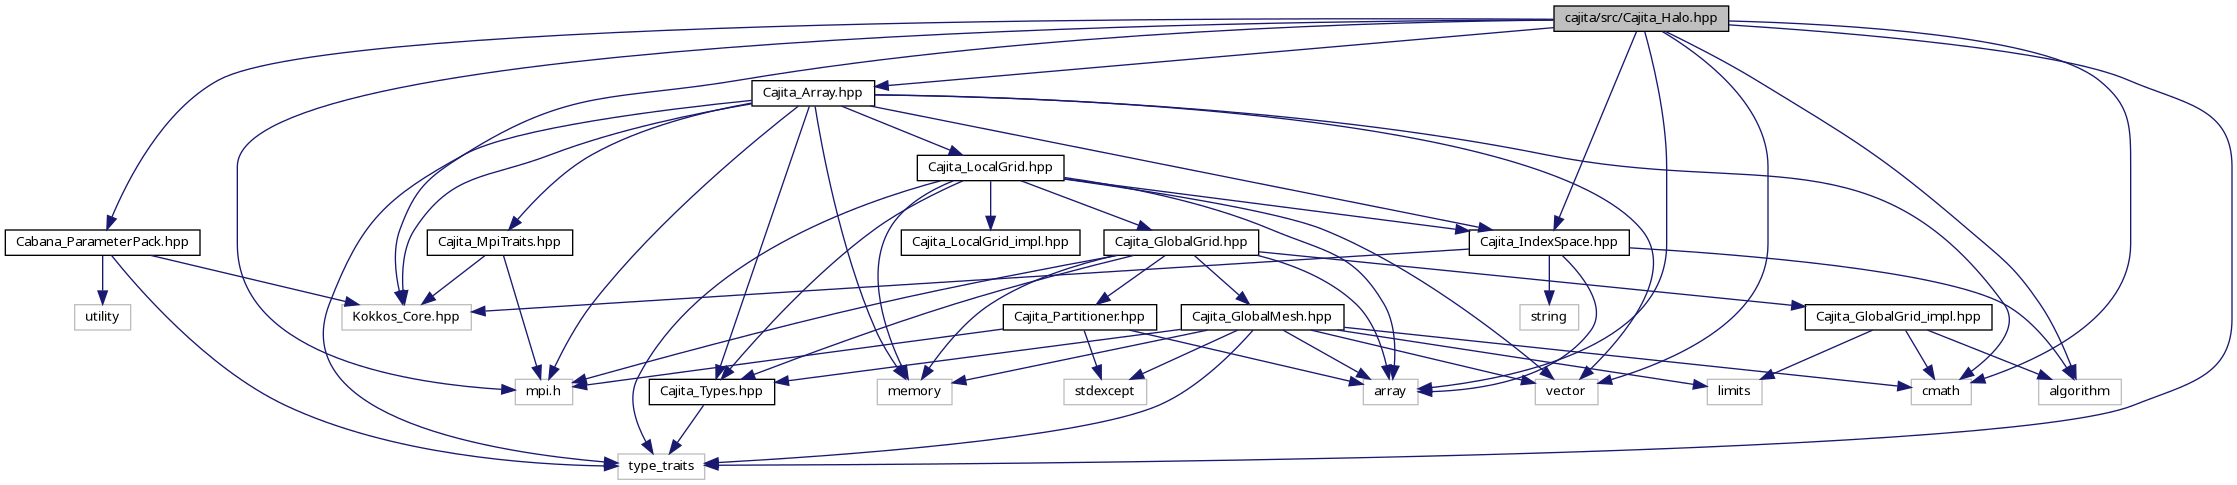 cajita/src/Cajita_Halo.hpp
Cajita_Array.hpp
Cajita_LocalGrid.hpp
Cabana_ParameterPack.hpp
Cajita_MpiTraits.hpp
Cajita_LocalGrid_impl.hpp
Cajita_GlobalGrid.hpp
Cajita_IndexSpace.hpp
utility
Kokkos_Core.hpp
Cajita_Partitioner.hpp
Cajita_GlobalMesh.hpp
string
Cajita_GlobalGrid_impl.hpp
mpi.h
Cajita_Types.hpp
memory
stdexcept
array
vector
limits
cmath
algorithm
type_traits